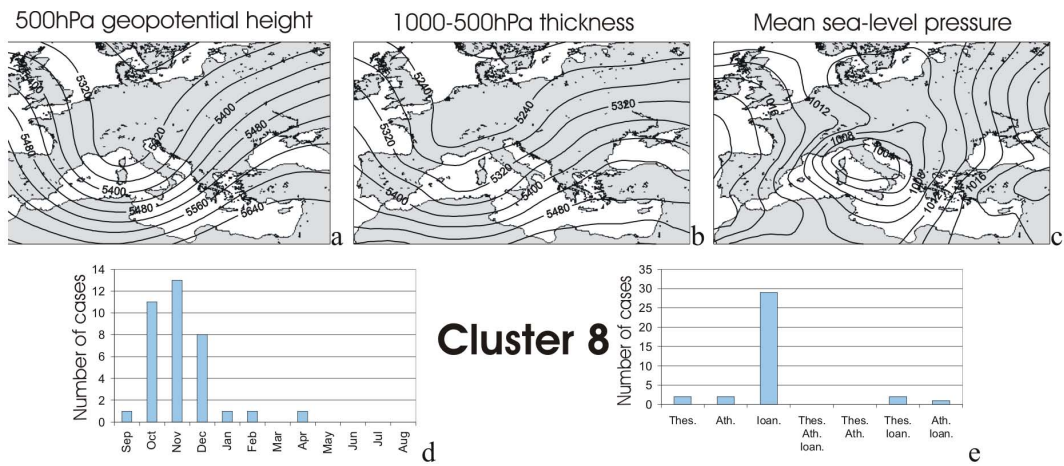 500hPa geopotential height
1000-500hPa thickness
Mean sea-level pressure
5320
5320
5400
5480
5480
5400
5480
5560
5640
a
5240
5320
5240
5320
5320
5400
5400
5480
b
1016
1012
1008
1004
1008
1012
1016
c
Number of cases
14
12
10
8
6
4
2
0
Sep
Oct
Nov
Dec
Jan
Feb
Mar
Apr
May
Jun
Jul
Aug
d
Cluster 8
Number of cases
35
30
25
20
15
10
5
0
Thes.
Ath.
Ioan.
Thes.
Ath.
Ioan.
Thes.
Ath.
Thes.
Ioan.
Ath.
Ioan.
e